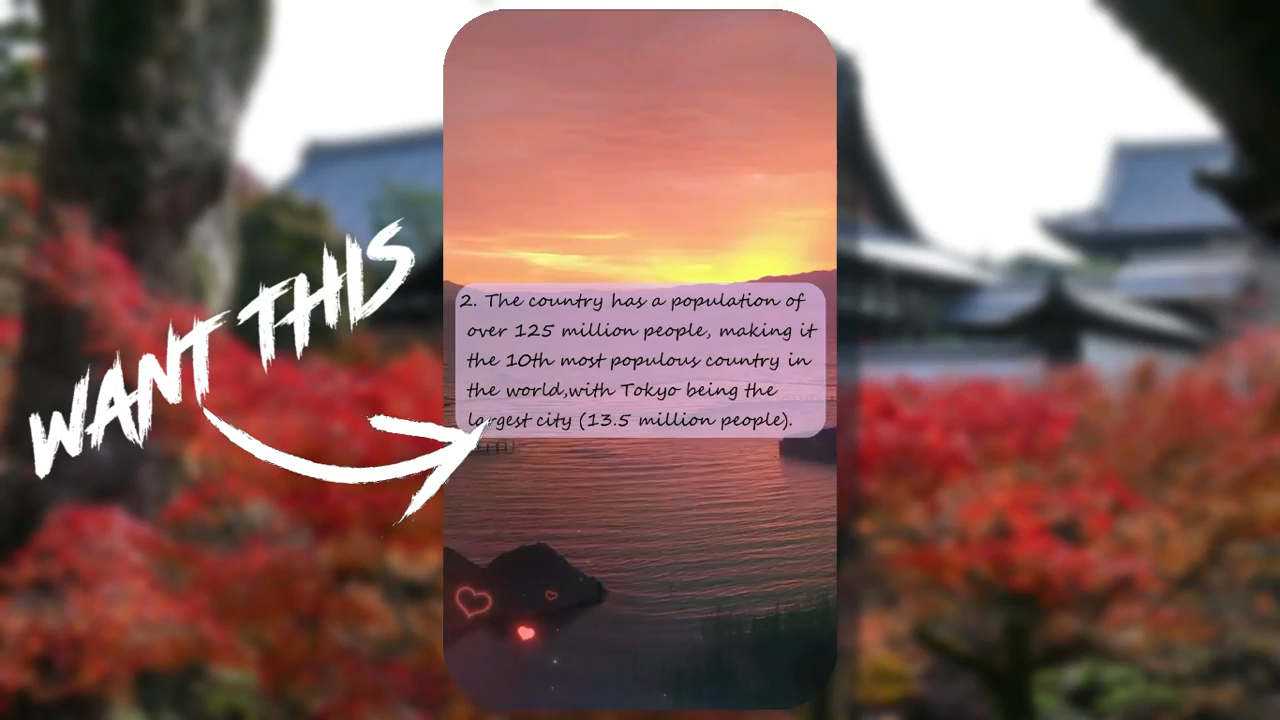 WANT THIS
2. The country has a population of
over 125 million people, making it
the 10th most populous country in
the world,with Tokyo being the
largest city (13.5 million people).